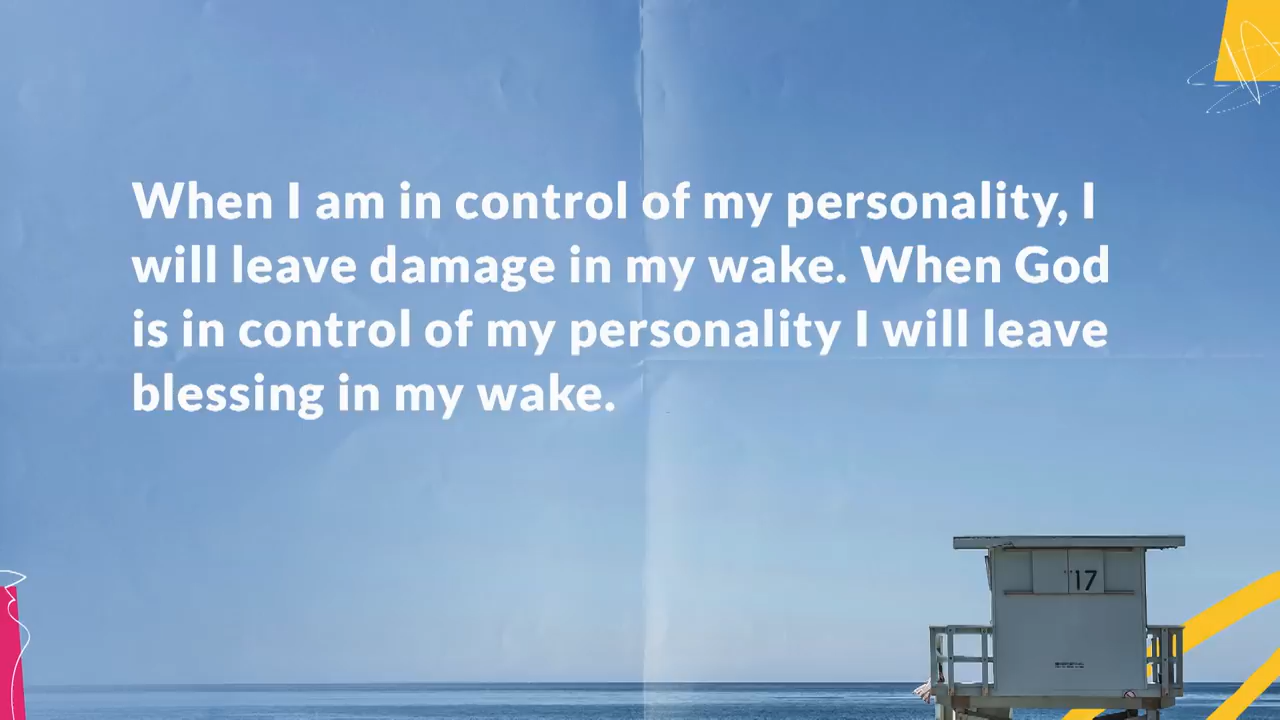 When I am in control of my personality, I
will leave damage in my wake. When God
is in control of my personality I will leave
blessing in my wake.
17